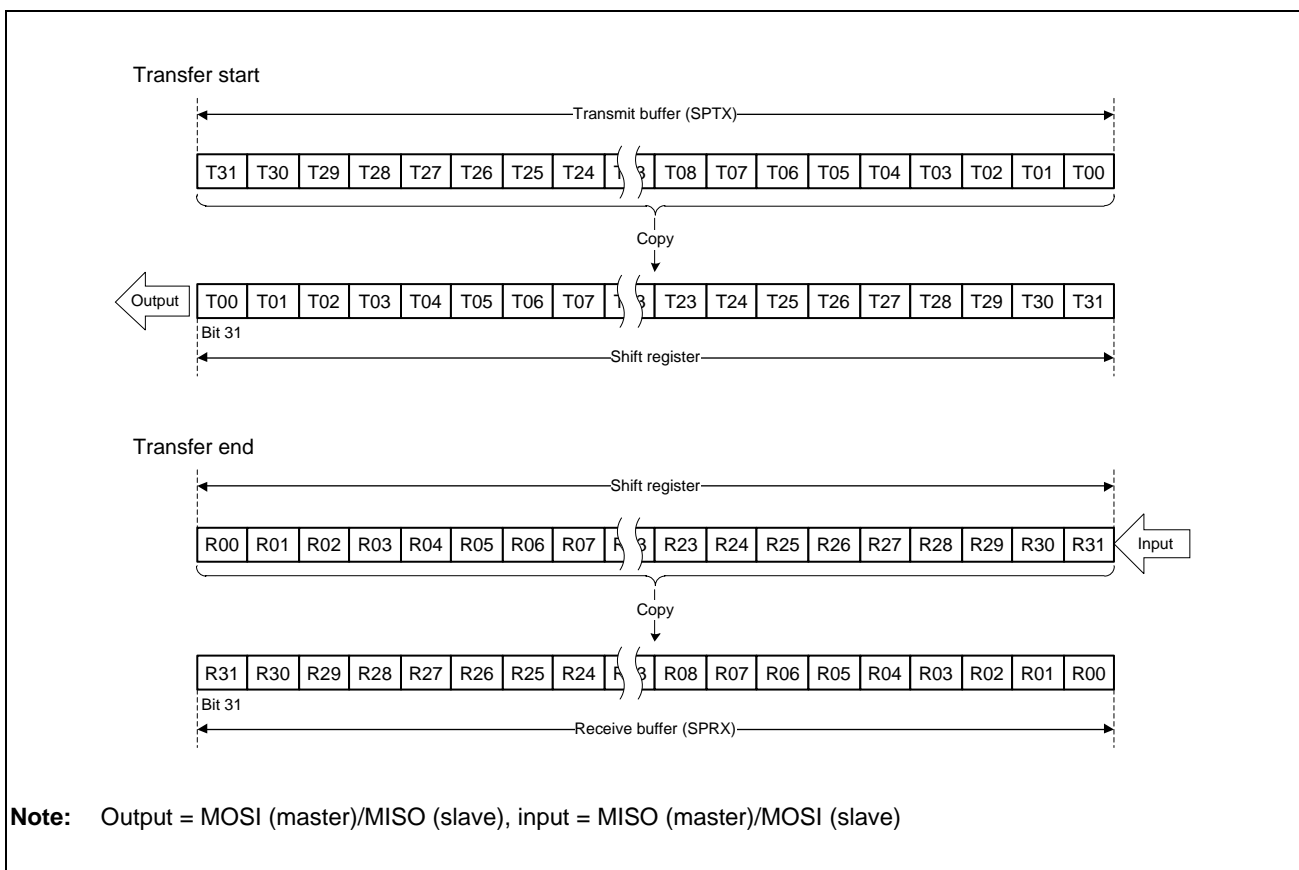 Transfer start
Transmit buffer (SPTX)
T31 T30 T29 T28 T27 T26 T25 T24 T08 T07 T06 T05 T04 T03 T02 T01 T00
Copy
Output T00 T01 T02 T03 T04 T05 T06 T07 T23 T24 T25 T26 T27 T28 T29 T30 T31
Bit 31
Shift register
Transfer end
Shift register
R00 R01 R02 R03 R04 R05 R06 R07 R23 R24 R25 R26 R27 R28 R29 R30 R31 Input
Copy
R31 R30 R29 R28 R27 R26 R25 R24 R08 R07 R06 R05 R04 R03 R02 R01 R00
Bit 31
Receive buffer (SPRX)
Note: Output = MOSI (master)/MISO (slave), input = MISO (master)/MOSI (slave)